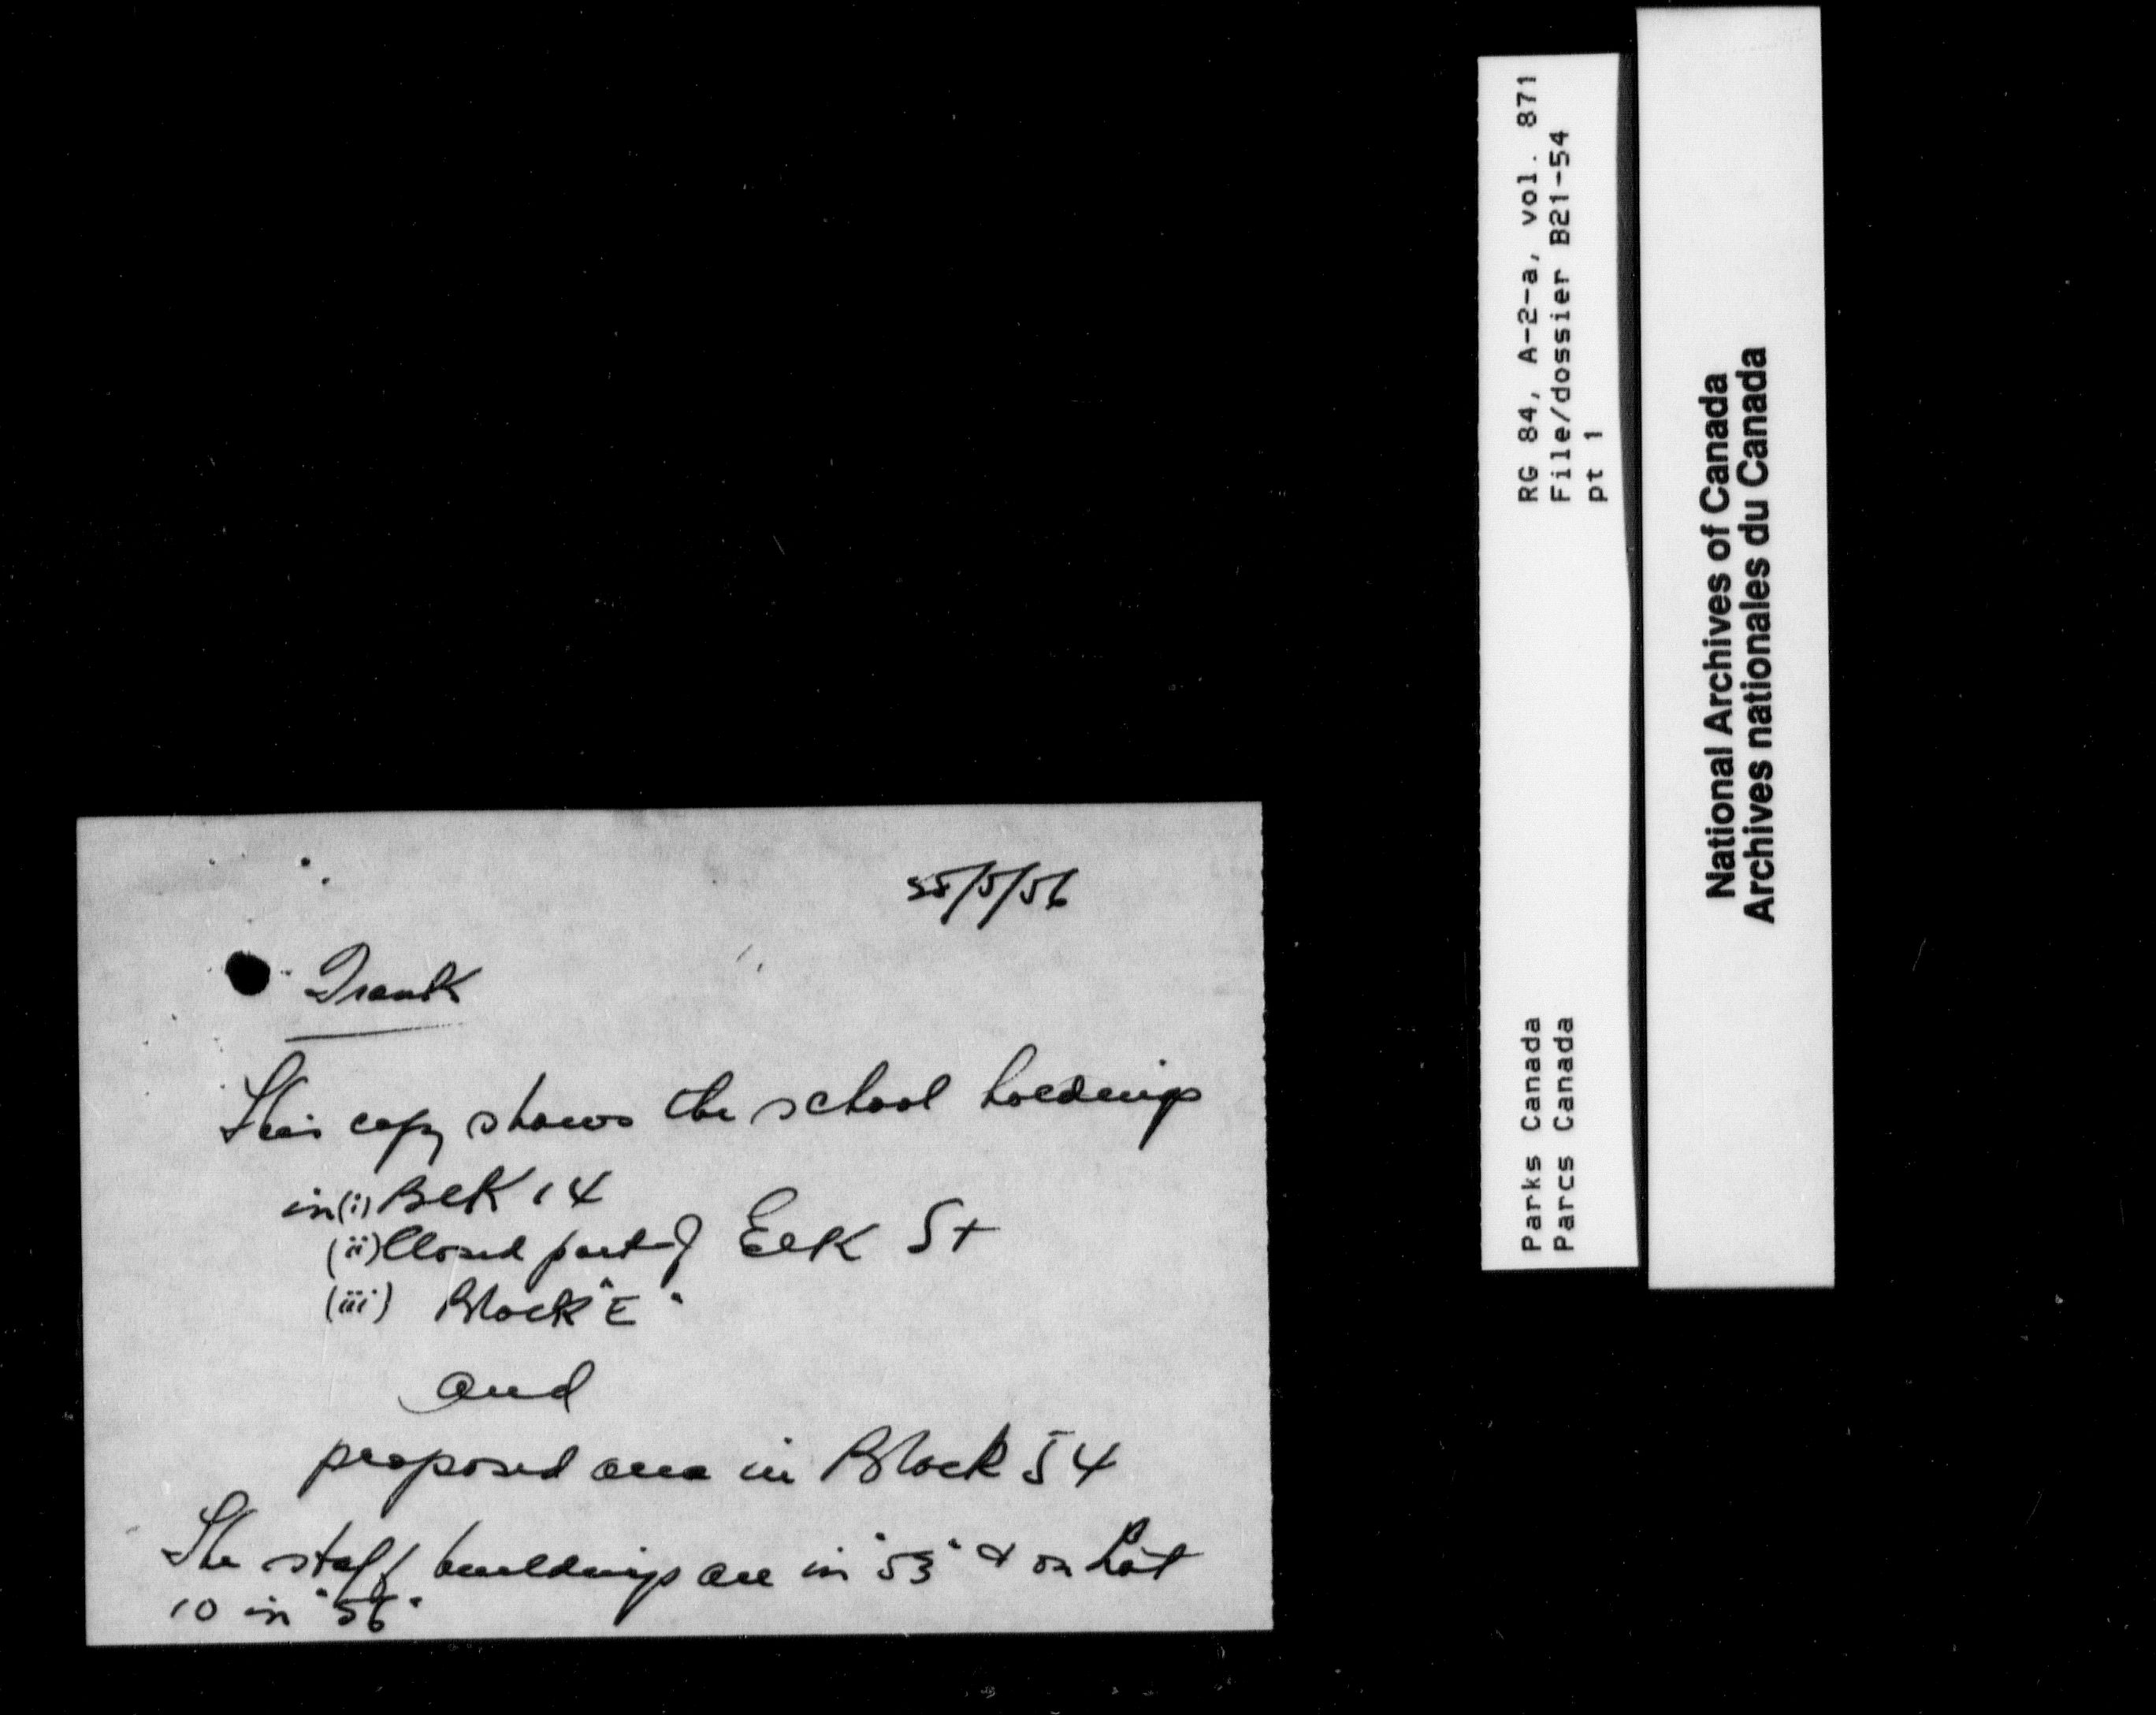 /5/56
Frank
This copy shows the school holdings
in (i) Blk 14
(ii) Closed part of Elk St
(iii) Block "E"
and
proposed area in Block 54
The staff buildings are in "53" & on Lot
10 in "56"
RG 84, A-2-a, vol. 871
File/dossier B21-54
pt 1
Parks Canada
Parcs Canada
National Archives of Canada
Archives nationales du Canada